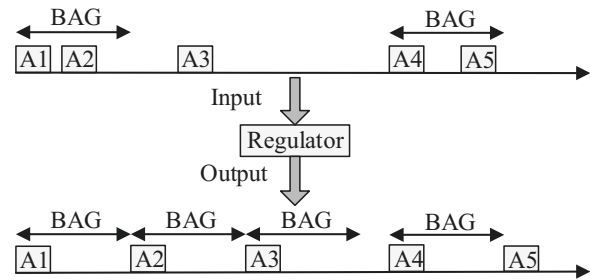 BAG BAG
A1 A2 A3 A4 A5
Input
Regulator
Output
BAG BAG BAG BAG
A1 A2 A3 A4 A5